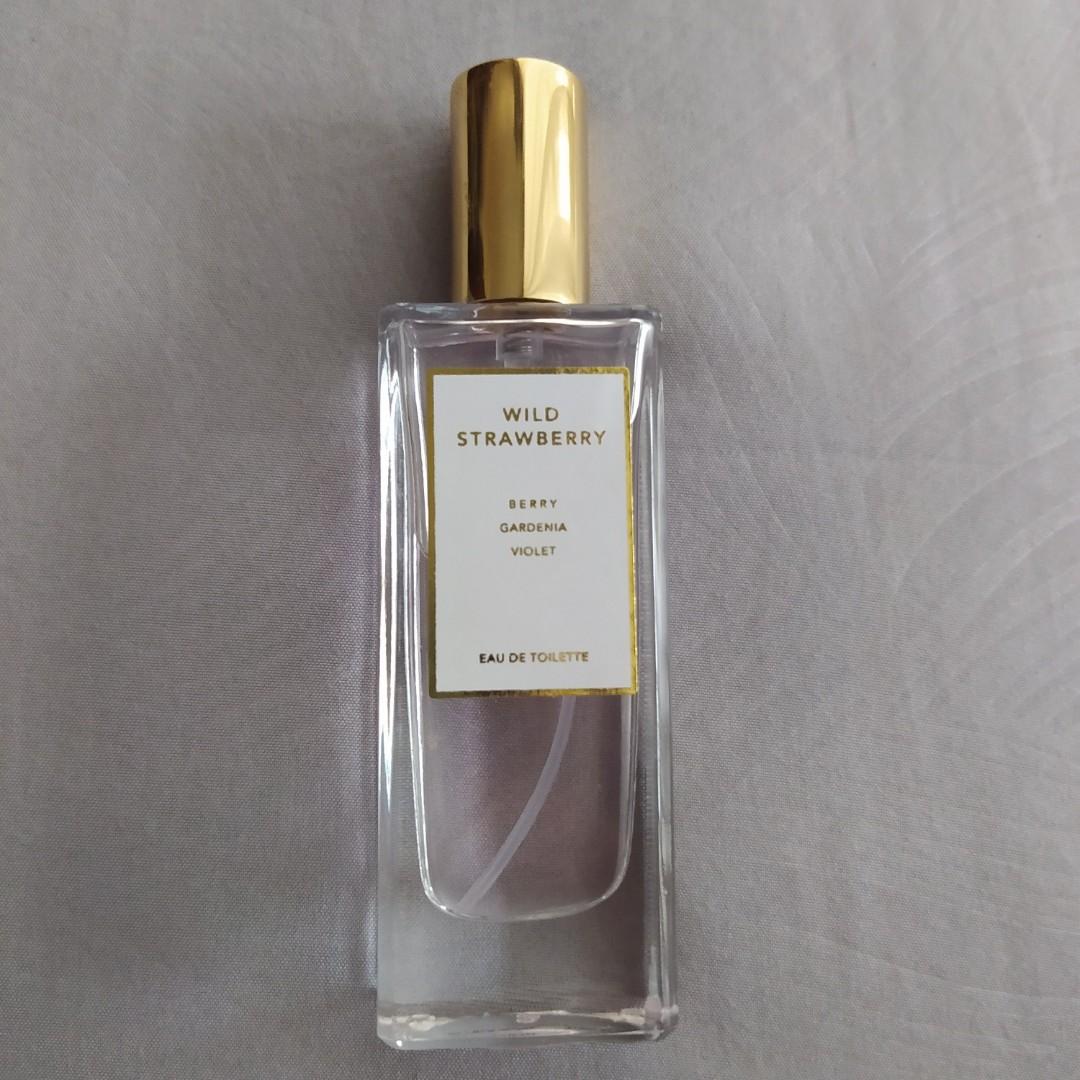 WILD
STRAWBERRY
BERRY
GARDENIA
VIOLET
EAU DE TOILETTE